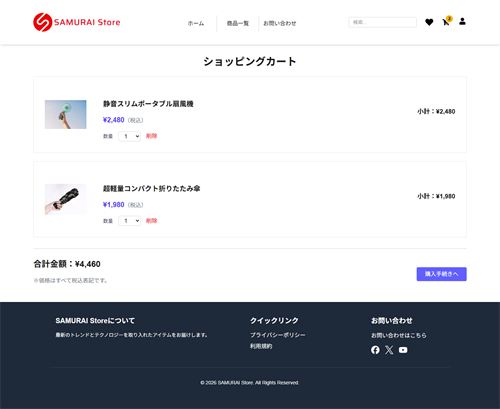 SAMURAI Store
ホーム
商品一覧
お問い合わせ
検索...
2
ショッピングカート
静音スリムポータブル扇風機
¥2,480（税込）
小計：¥2,480
数量 1 削除
超軽量コンパクト折りたたみ傘
¥1,980（税込）
小計：¥1,980
数量 1 削除
合計金額：¥4,460
※価格はすべて税込表記です。
購入手続きへ
SAMURAI Storeについて
最新のトレンドとテクノロジーを取り入れたアイテムをお届けします。
クイックリンク
プライバシーポリシー
利用規約
お問い合わせ
お問い合わせはこちら
© 2026 SAMURAI Store. All Rights Reserved.